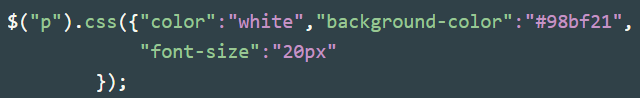 $("p").css({"color":"white","background-color":"#98bf21",
"font-size":"20px"
});